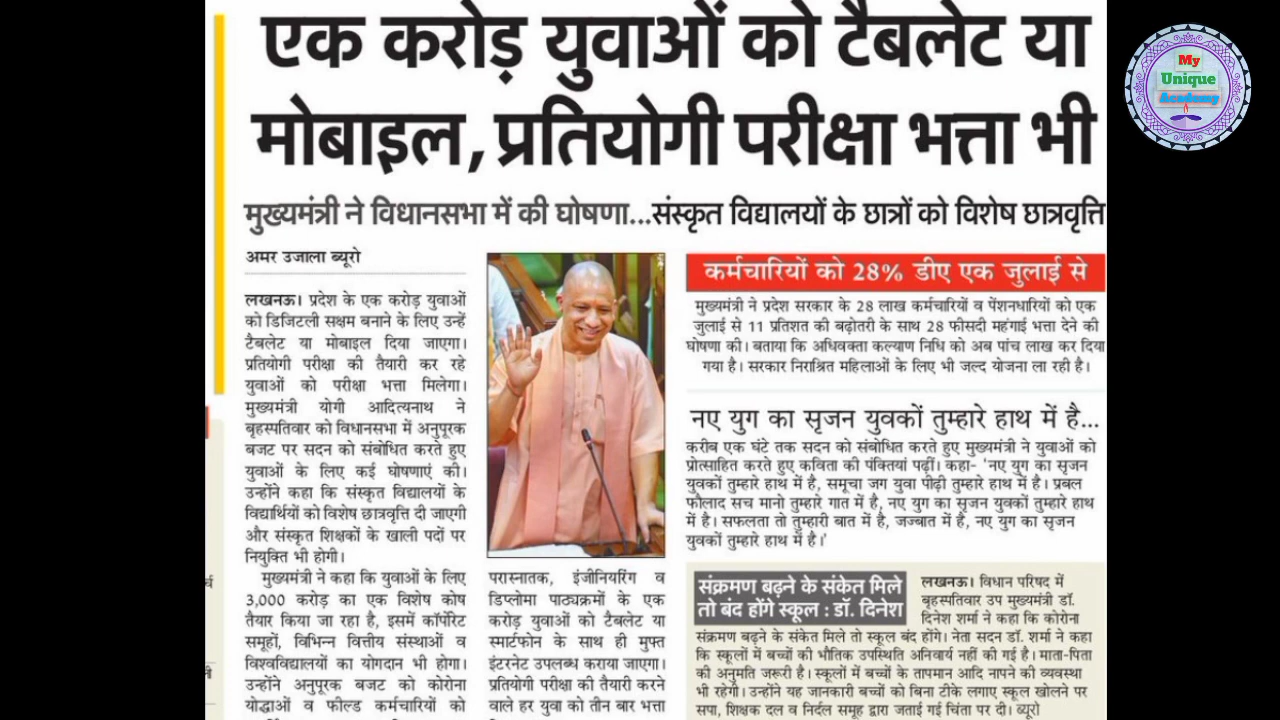 एक करोड़ युवाओं को टैबलेट या
मोबाइल, प्रतियोगी परीक्षा भत्ता भी
मुख्यमंत्री ने विधानसभा में की घोषणा...संस्कृत विद्यालयों के छात्रों को विशेष छात्रवृत्ति
अमर उजाला ब्यूरो
लखनऊ। प्रदेश के एक करोड़ युवाओं
को डिजिटली सक्षम बनाने के लिए उन्हें
टैबलेट या मोबाइल दिया जाएगा।
प्रतियोगी परीक्षा की तैयारी कर रहे
युवाओं को परीक्षा भत्ता मिलेगा।
मुख्यमंत्री योगी आदित्यनाथ ने
बृहस्पतिवार को विधानसभा में अनुपूरक
बजट पर सदन को संबोधित करते हुए
युवाओं के लिए कई घोषणाएं की।
उन्होंने कहा कि संस्कृत विद्यालयों के
विद्यार्थियों को विशेष छात्रवृत्ति दी जाएगी
और संस्कृत शिक्षकों के खाली पदों पर
नियुक्ति भी होगी।
मुख्यमंत्री ने कहा कि युवाओं के लिए
3,000 करोड़ का एक विशेष कोष
तैयार किया जा रहा है, इसमें कॉर्पोरेट
समूहों, विभिन्न वित्तीय संस्थाओं व
विश्वविद्यालयों का योगदान भी होगा।
उन्होंने अनुपूरक बजट को कोरोना
योद्धाओं व फील्ड कर्मचारियों को
परास्नातक, इंजीनियरिंग व
डिप्लोमा पाठ्यक्रमों के एक
करोड़ युवाओं को टैबलेट या
स्मार्टफोन के साथ ही मुफ्त
इंटरनेट उपलब्ध कराया जाएगा।
प्रतियोगी परीक्षा की तैयारी करने
वाले हर युवा को तीन बार भत्ता
कर्मचारियों को 28% डीए एक जुलाई से
मुख्यमंत्री ने प्रदेश सरकार के 28 लाख कर्मचारियों व पेंशनधारियों को एक
जुलाई से 11 प्रतिशत की बढ़ोतरी के साथ 28 फीसदी महंगाई भत्ता देने की
घोषणा की। बताया कि अधिवक्ता कल्याण निधि को अब पांच लाख कर दिया
गया है। सरकार निराश्रित महिलाओं के लिए भी जल्द योजना ला रही है।
नए युग का सृजन युवकों तुम्हारे हाथ में है...
करीब एक घंटे तक सदन को संबोधित करते हुए मुख्यमंत्री ने युवाओं को
प्रोत्साहित करते हुए कविता की पंक्तियां पढ़ीं। कहा- 'नए युग का सृजन
युवकों तुम्हारे हाथ में है, समूचा जग युवा पीढ़ी तुम्हारे हाथ में है। प्रबल
फौलाद सच मानो तुम्हारे गात में है, नए युग का सृजन युवकों तुम्हारे हाथ
में है। सफलता तो तुम्हारी बात में है, जज्बात में है, नए युग का सृजन
युवकों तुम्हारे हाथ में है।'
संक्रमण बढ़ने के संकेत मिले
तो बंद होंगे स्कूल : डॉ. दिनेश
लखनऊ। विधान परिषद में
बृहस्पतिवार उप मुख्यमंत्री डॉ.
दिनेश शर्मा ने कहा कि कोरोना
संक्रमण बढ़ने के संकेत मिले तो स्कूल बंद होंगे। नेता सदन डॉ. शर्मा ने कहा
कि स्कूलों में बच्चों की भौतिक उपस्थिति अनिवार्य नहीं की गई है। माता-पिता
की अनुमति जरूरी है। स्कूलों में बच्चों के तापमान आदि नापने की व्यवस्था
भी रहेगी। उन्होंने यह जानकारी बच्चों को बिना टीके लगाए स्कूल खोलने पर
सपा, शिक्षक दल व निर्दल समूह द्वारा जताई गई चिंता पर दी। ब्यूरो
My
Unique
Academy